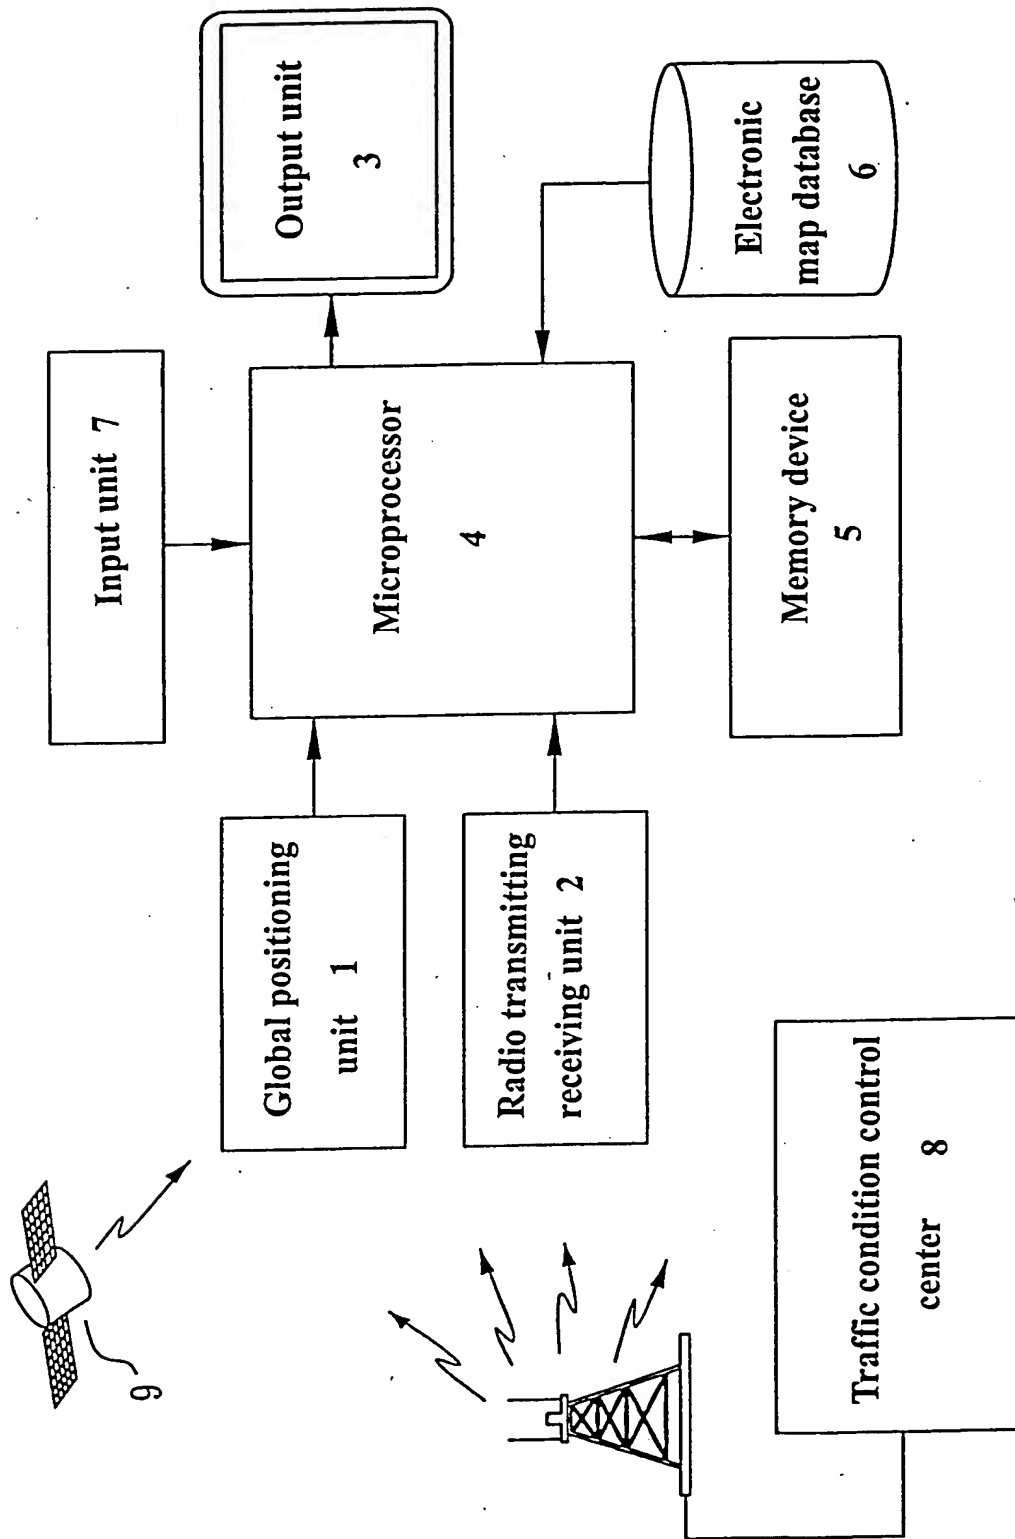 Input unit 7
Output unit
3
Global positioning
unit 1
Microprocessor
4
Radio transmitting
receiving unit 2
Electronic
map database
6
Memory device
5
9
Traffic condition control
center 8